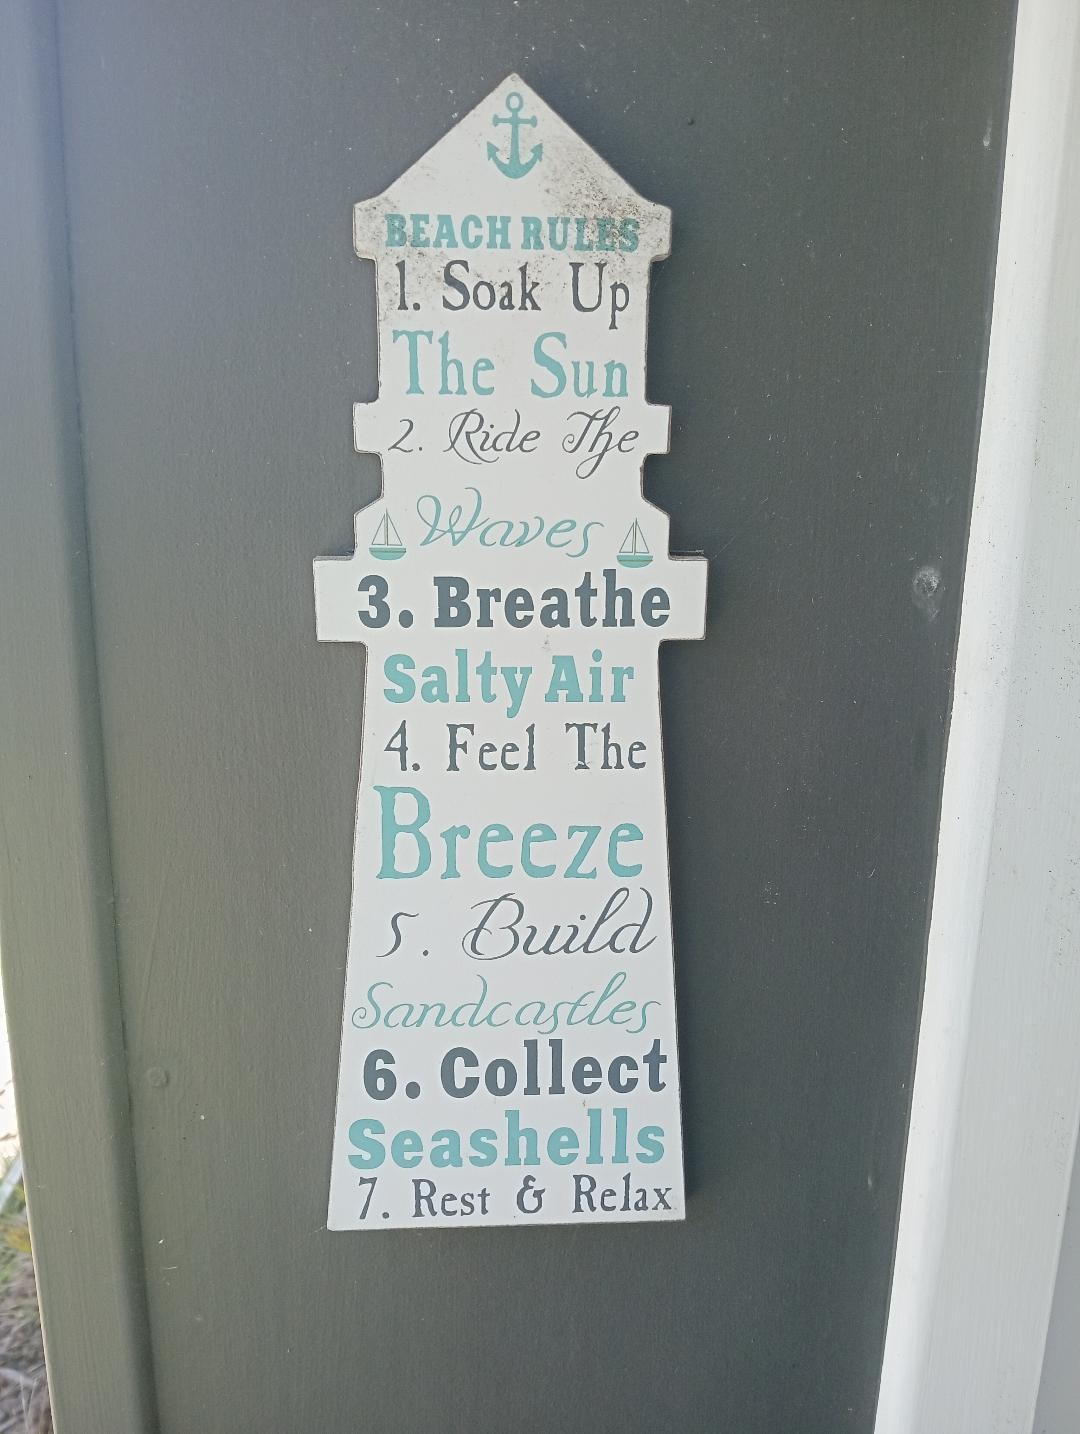 BEACH RULES
1. Soak Up
The Sun
2. Ride The
Waves
3. Breathe
Salty Air
4. Feel The
Breeze
5. Build
Sandcastles
6. Collect
Seashells
7. Rest & Relax